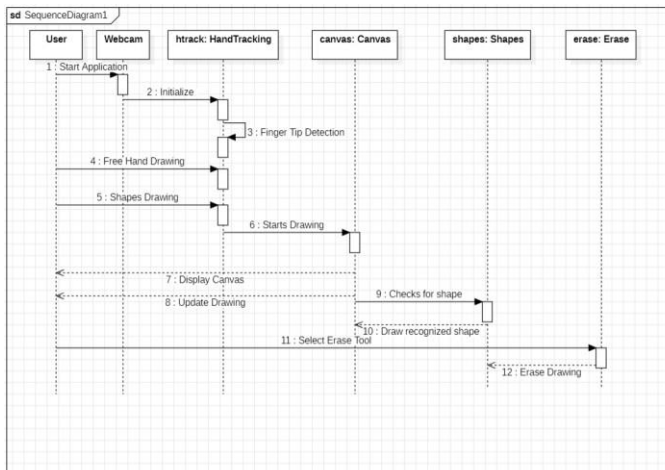 sd SequenceDiagram1
User
Webcam
htrack: HandTracking
canvas: Canvas
shapes: Shapes
erase: Erase
1 : Start Application
2 : Initialize
3 : Finger Tip Detection
4 : Free Hand Drawing
5 : Shapes Drawing
6 : Starts Drawing
7 : Display Canvas
8 : Update Drawing
9 : Checks for shape
10 : Draw recognized shape
11 : Select Erase Tool
12 : Erase Drawing